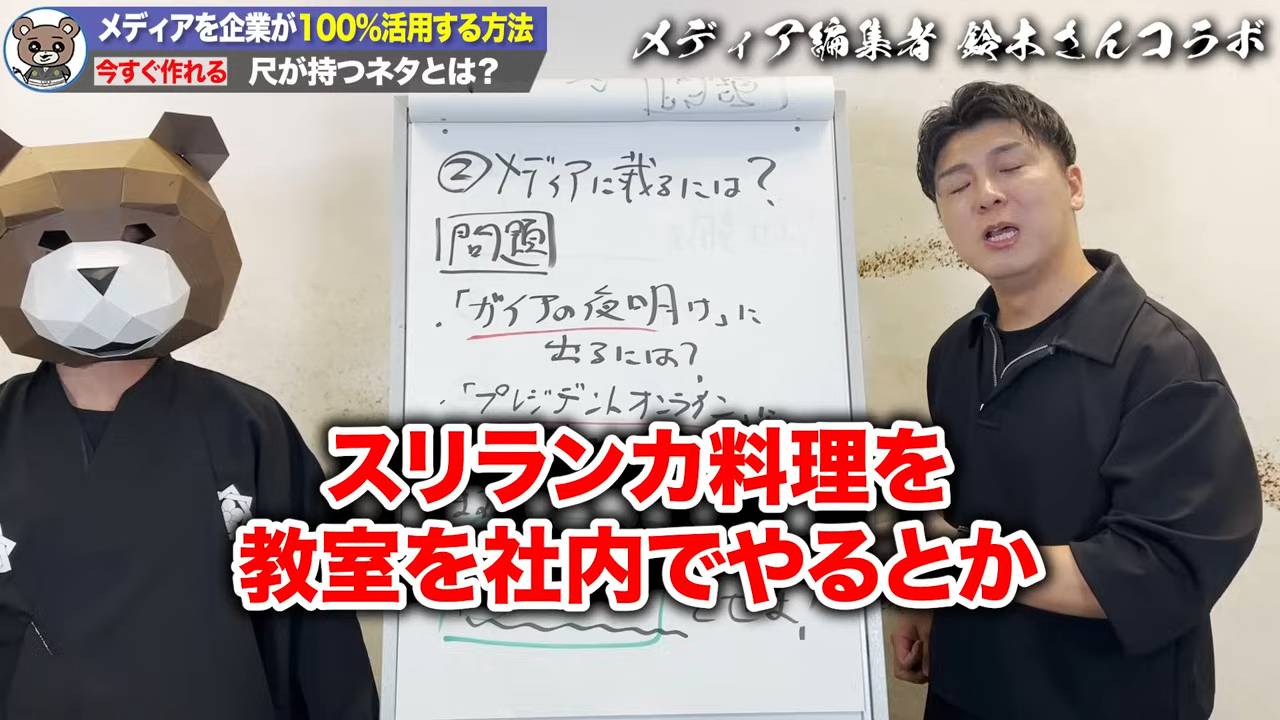 メディアを企業が100%活用する方法
今すぐ作れる 尺が持つネタとは?
メディア編集者 鈴木さんコラボ
②メディアに載るには?
問題
・「ガイアの夜明け」に
出るには?
・「プレジデントオンライン
スリランカ料理を
教室を社内でやるとか